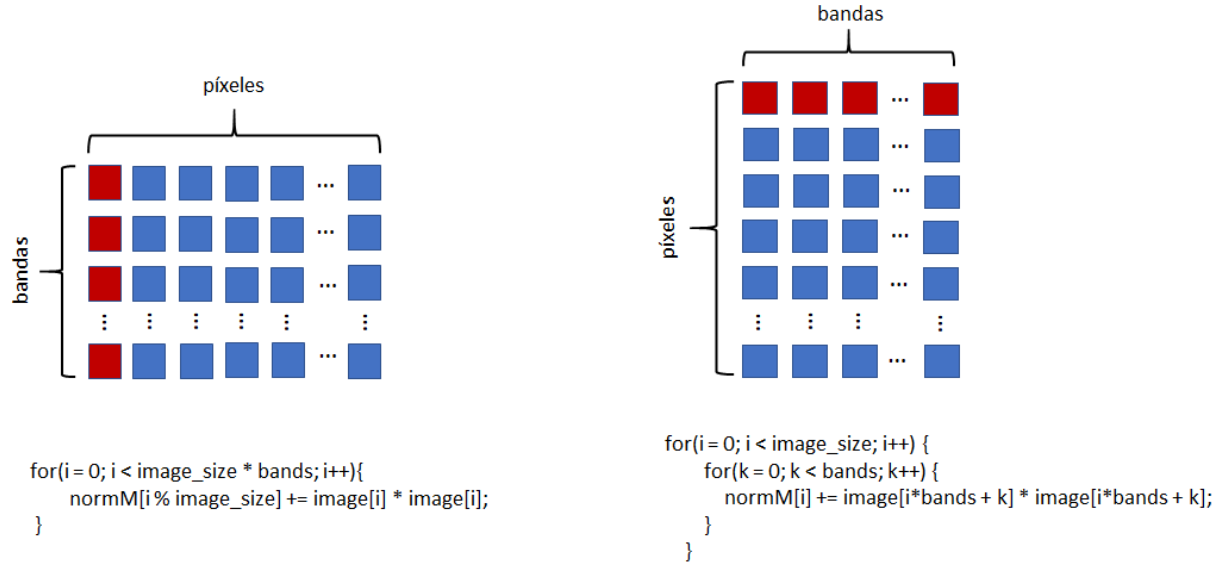 píxeles
bandas
for(i = 0; i < image_size * bands; i++){
normM[i % image_size] += image[i] * image[i];
}
bandas
píxeles
for(i = 0; i < image_size; i++) {
for(k = 0; k < bands; k++) {
normM[i] += image[i*bands + k] * image[i*bands + k];
}
}